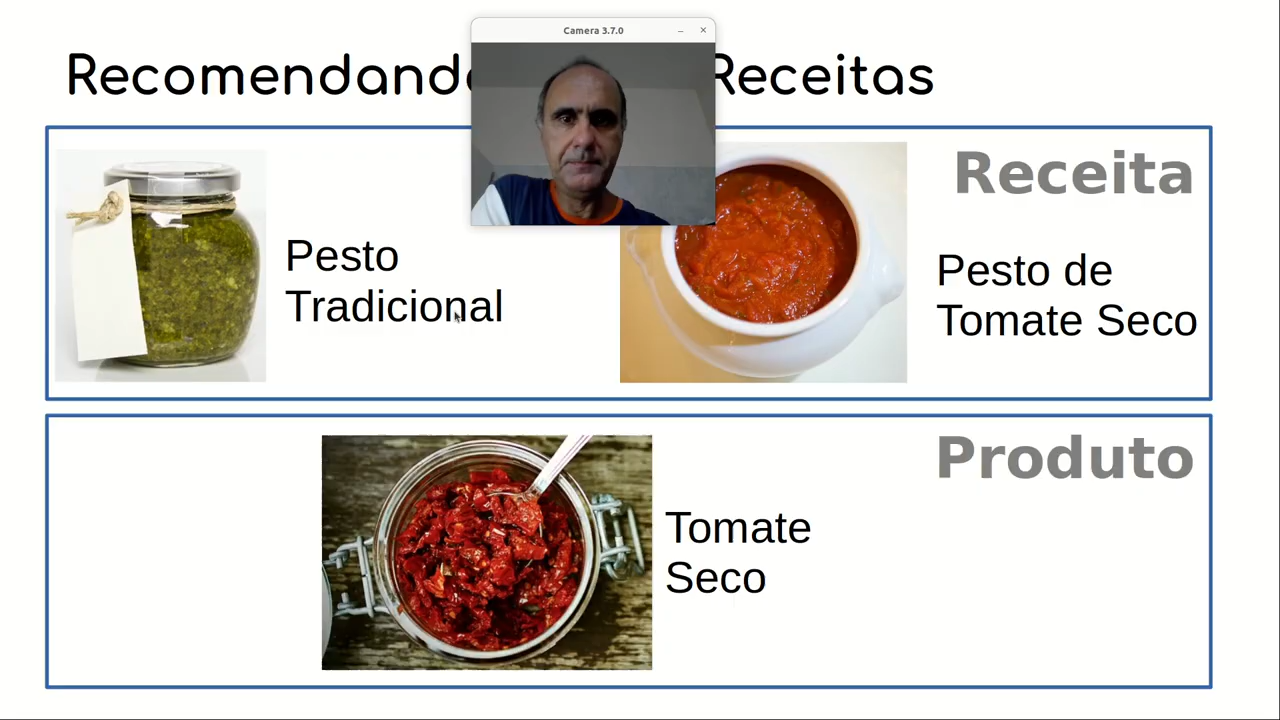 Camera 3.7.0
Recomendando Receitas
Receita
Pesto
Tradicional
Pesto de
Tomate Seco
Produto
Tomate
Seco